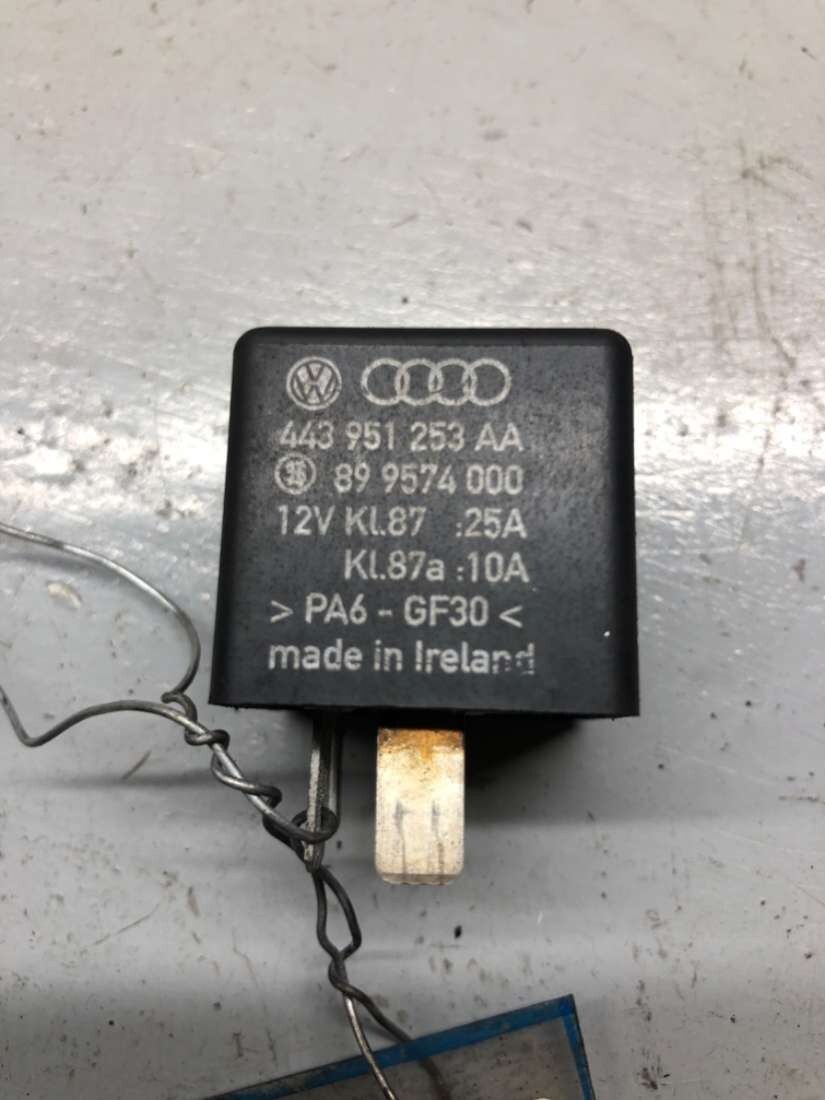 443 951 253 AA
89 9574 000
12V Kl.87 :25A
Kl.87a :10A
> PA6 - GF30 <
made in Ireland